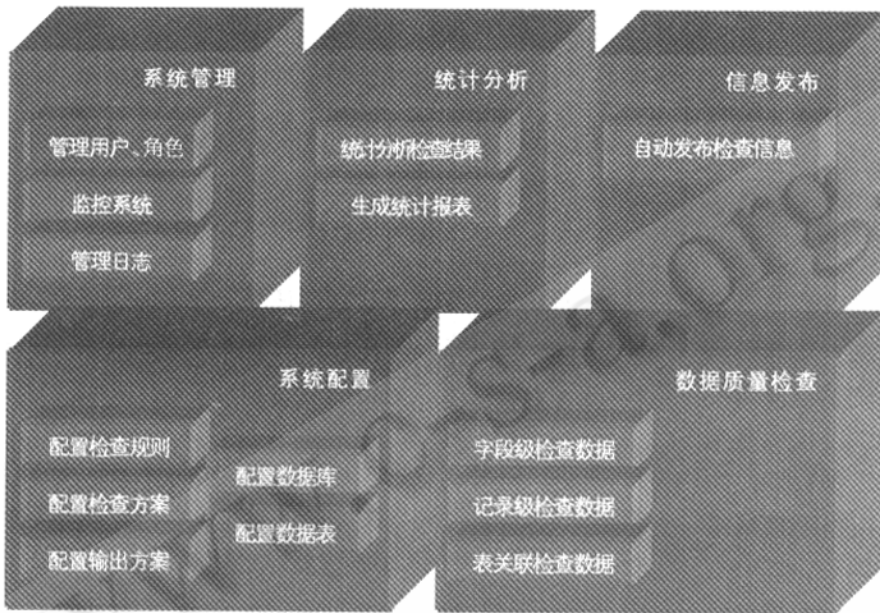 系统管理
管理用户、角色
监控系统
管理日志
统计分析
统计分析检查结果
生成统计报表
信息发布
自动发布检查信息
系统配置
配置检查规则
配置检查方案
配置输出方案
配置数据库
配置数据表
数据质量检查
字段级检查数据
记录级检查数据
表关联检查数据